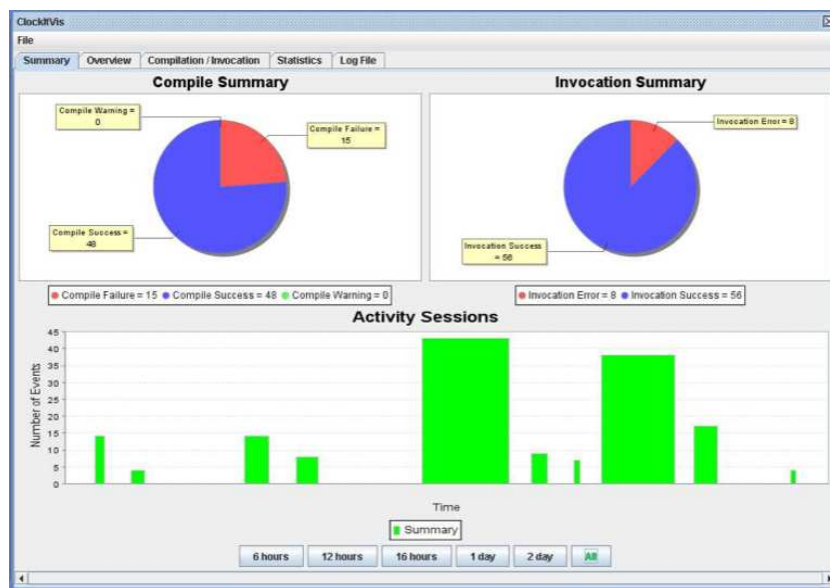 ClockItVis
File
Summary Overview Compilation / Invocation Statistics Log File
Compile Summary
Compile Warning =
0
Compile Failure =
15
Compile Success =
48
Compile Failure = 15 Compile Success = 48 Compile Warning = 0
Invocation Summary
Invocation Error = 8
Invocation Success
= 56
Invocation Error = 8 Invocation Success = 56
Activity Sessions
Number of Events
45
40
35
30
25
20
15
10
5
0
Time
Summary
6 hours 12 hours 16 hours 1 day 2 day All